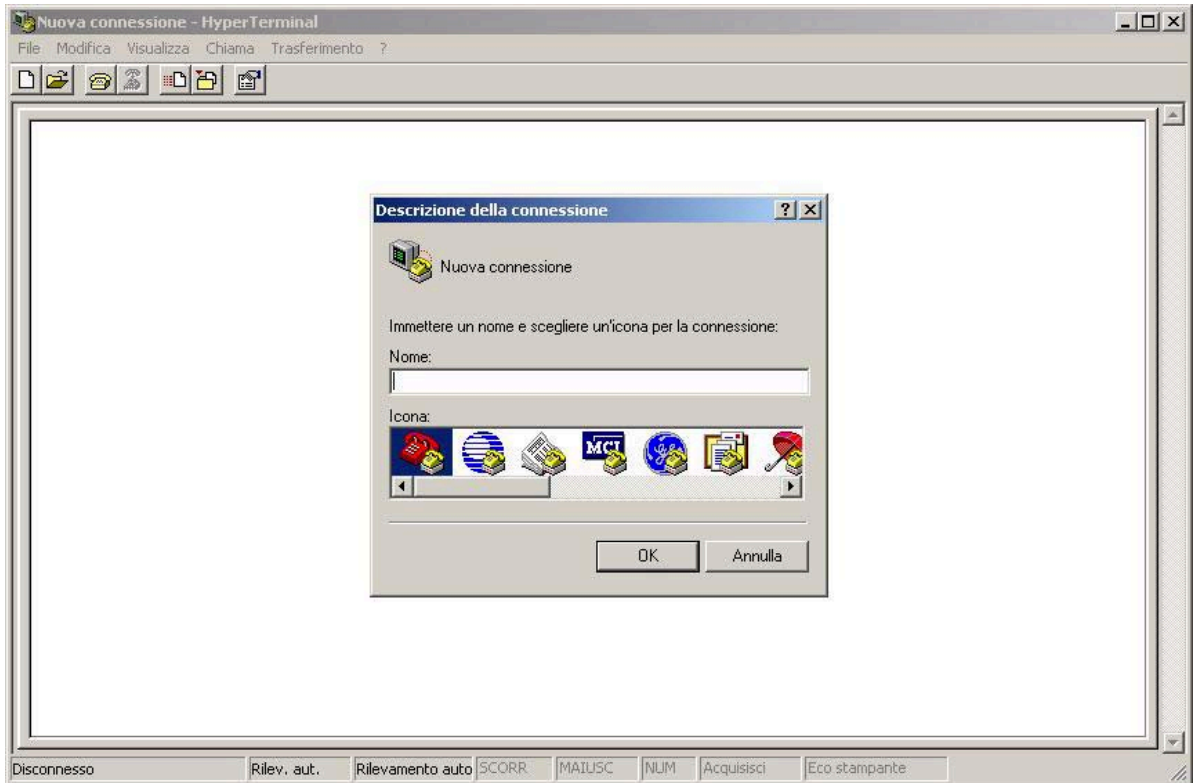 Nuova connessione - HyperTerminal
File Modifica Visualizza Chiama Trasferimento ?
Descrizione della connessione
Nuova connessione
Immettere un nome e scegliere un'icona per la connessione:
Nome:
Icona:
MCI
OK Annulla
Disconnesso Rilev. aut. Rilevamento auto SCORR MAIUSC NUM Acquisisci Eco stampante